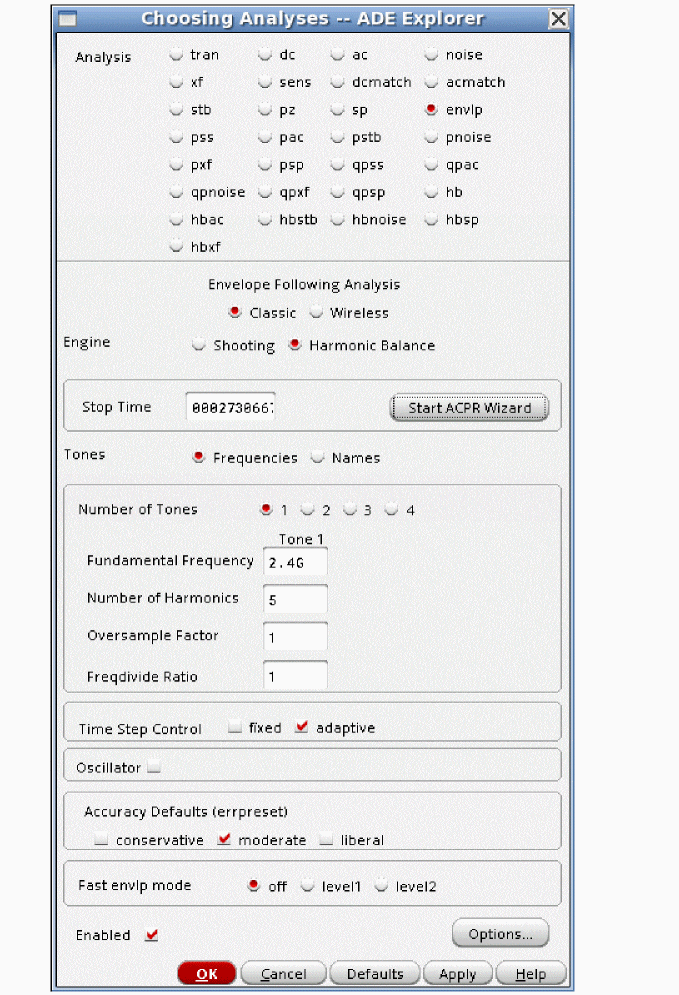 Choosing Analyses -- ADE Explorer
Analysis tran dc ac noise
xf sens dcmatch acmatch
stb pz sp envlp
pss pac pstb pnoise
pxf psp qpss qpac
qpnoise qpxf qpsp hb
hbac hbstb hbnoise hbsp
hbxf
Envelope Following Analysis
Classic Wireless
Engine Shooting Harmonic Balance
Stop Time 000273066 Start ACPR Wizard
Tones Frequencies Names
Number of Tones 1 2 3 4
Tone 1
Fundamental Frequency 2.4G
Number of Harmonics 5
Oversample Factor 1
Freqdivide Ratio 1
Time Step Control fixed adaptive
Oscillator
Accuracy Defaults (errpreset)
conservative moderate liberal
Fast envlp mode off level1 level2
Enabled Options...
OK Cancel Defaults Apply Help